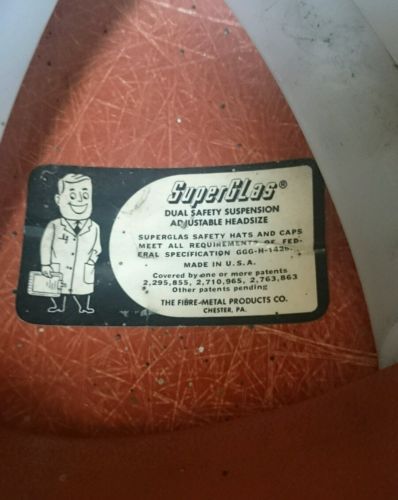 SuperGLas®
DUAL SAFETY SUSPENSION
ADJUSTABLE HEADSIZE
SUPERGLAS SAFETY HATS AND CAPS
MEET ALL REQUIREMENTS OF FED-
ERAL SPECIFICATION GGG-H-142b.
MADE IN U.S.A.
Covered by one or more patents
2,295,855, 2,710,965, 2,763,863
Other patents pending
THE FIBRE-METAL PRODUCTS CO.
CHESTER, PA.